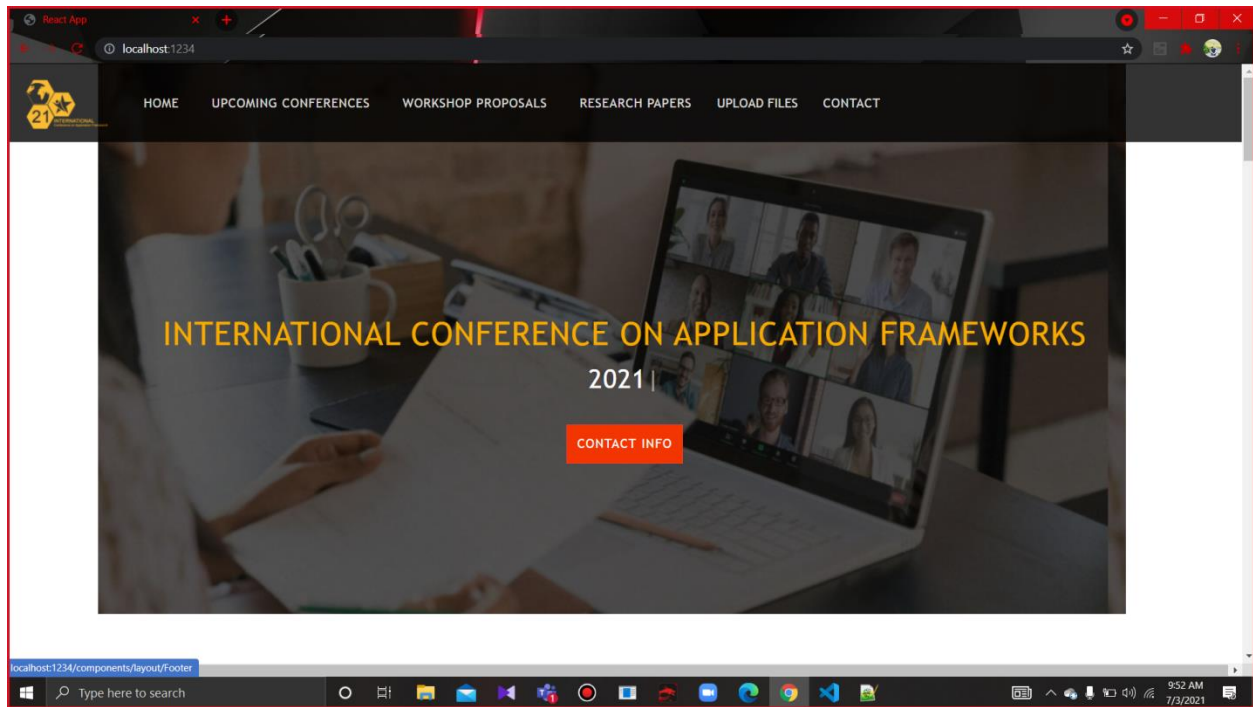 React App
localhost:1234
21 INTERNATIONAL
HOME UPCOMING CONFERENCES WORKSHOP PROPOSALS RESEARCH PAPERS UPLOAD FILES CONTACT
INTERNATIONAL CONFERENCE ON APPLICATION FRAMEWORKS
2021
CONTACT INFO
localhost:1234/components/layout/Footer
Type here to search
9:52 AM
7/3/2021